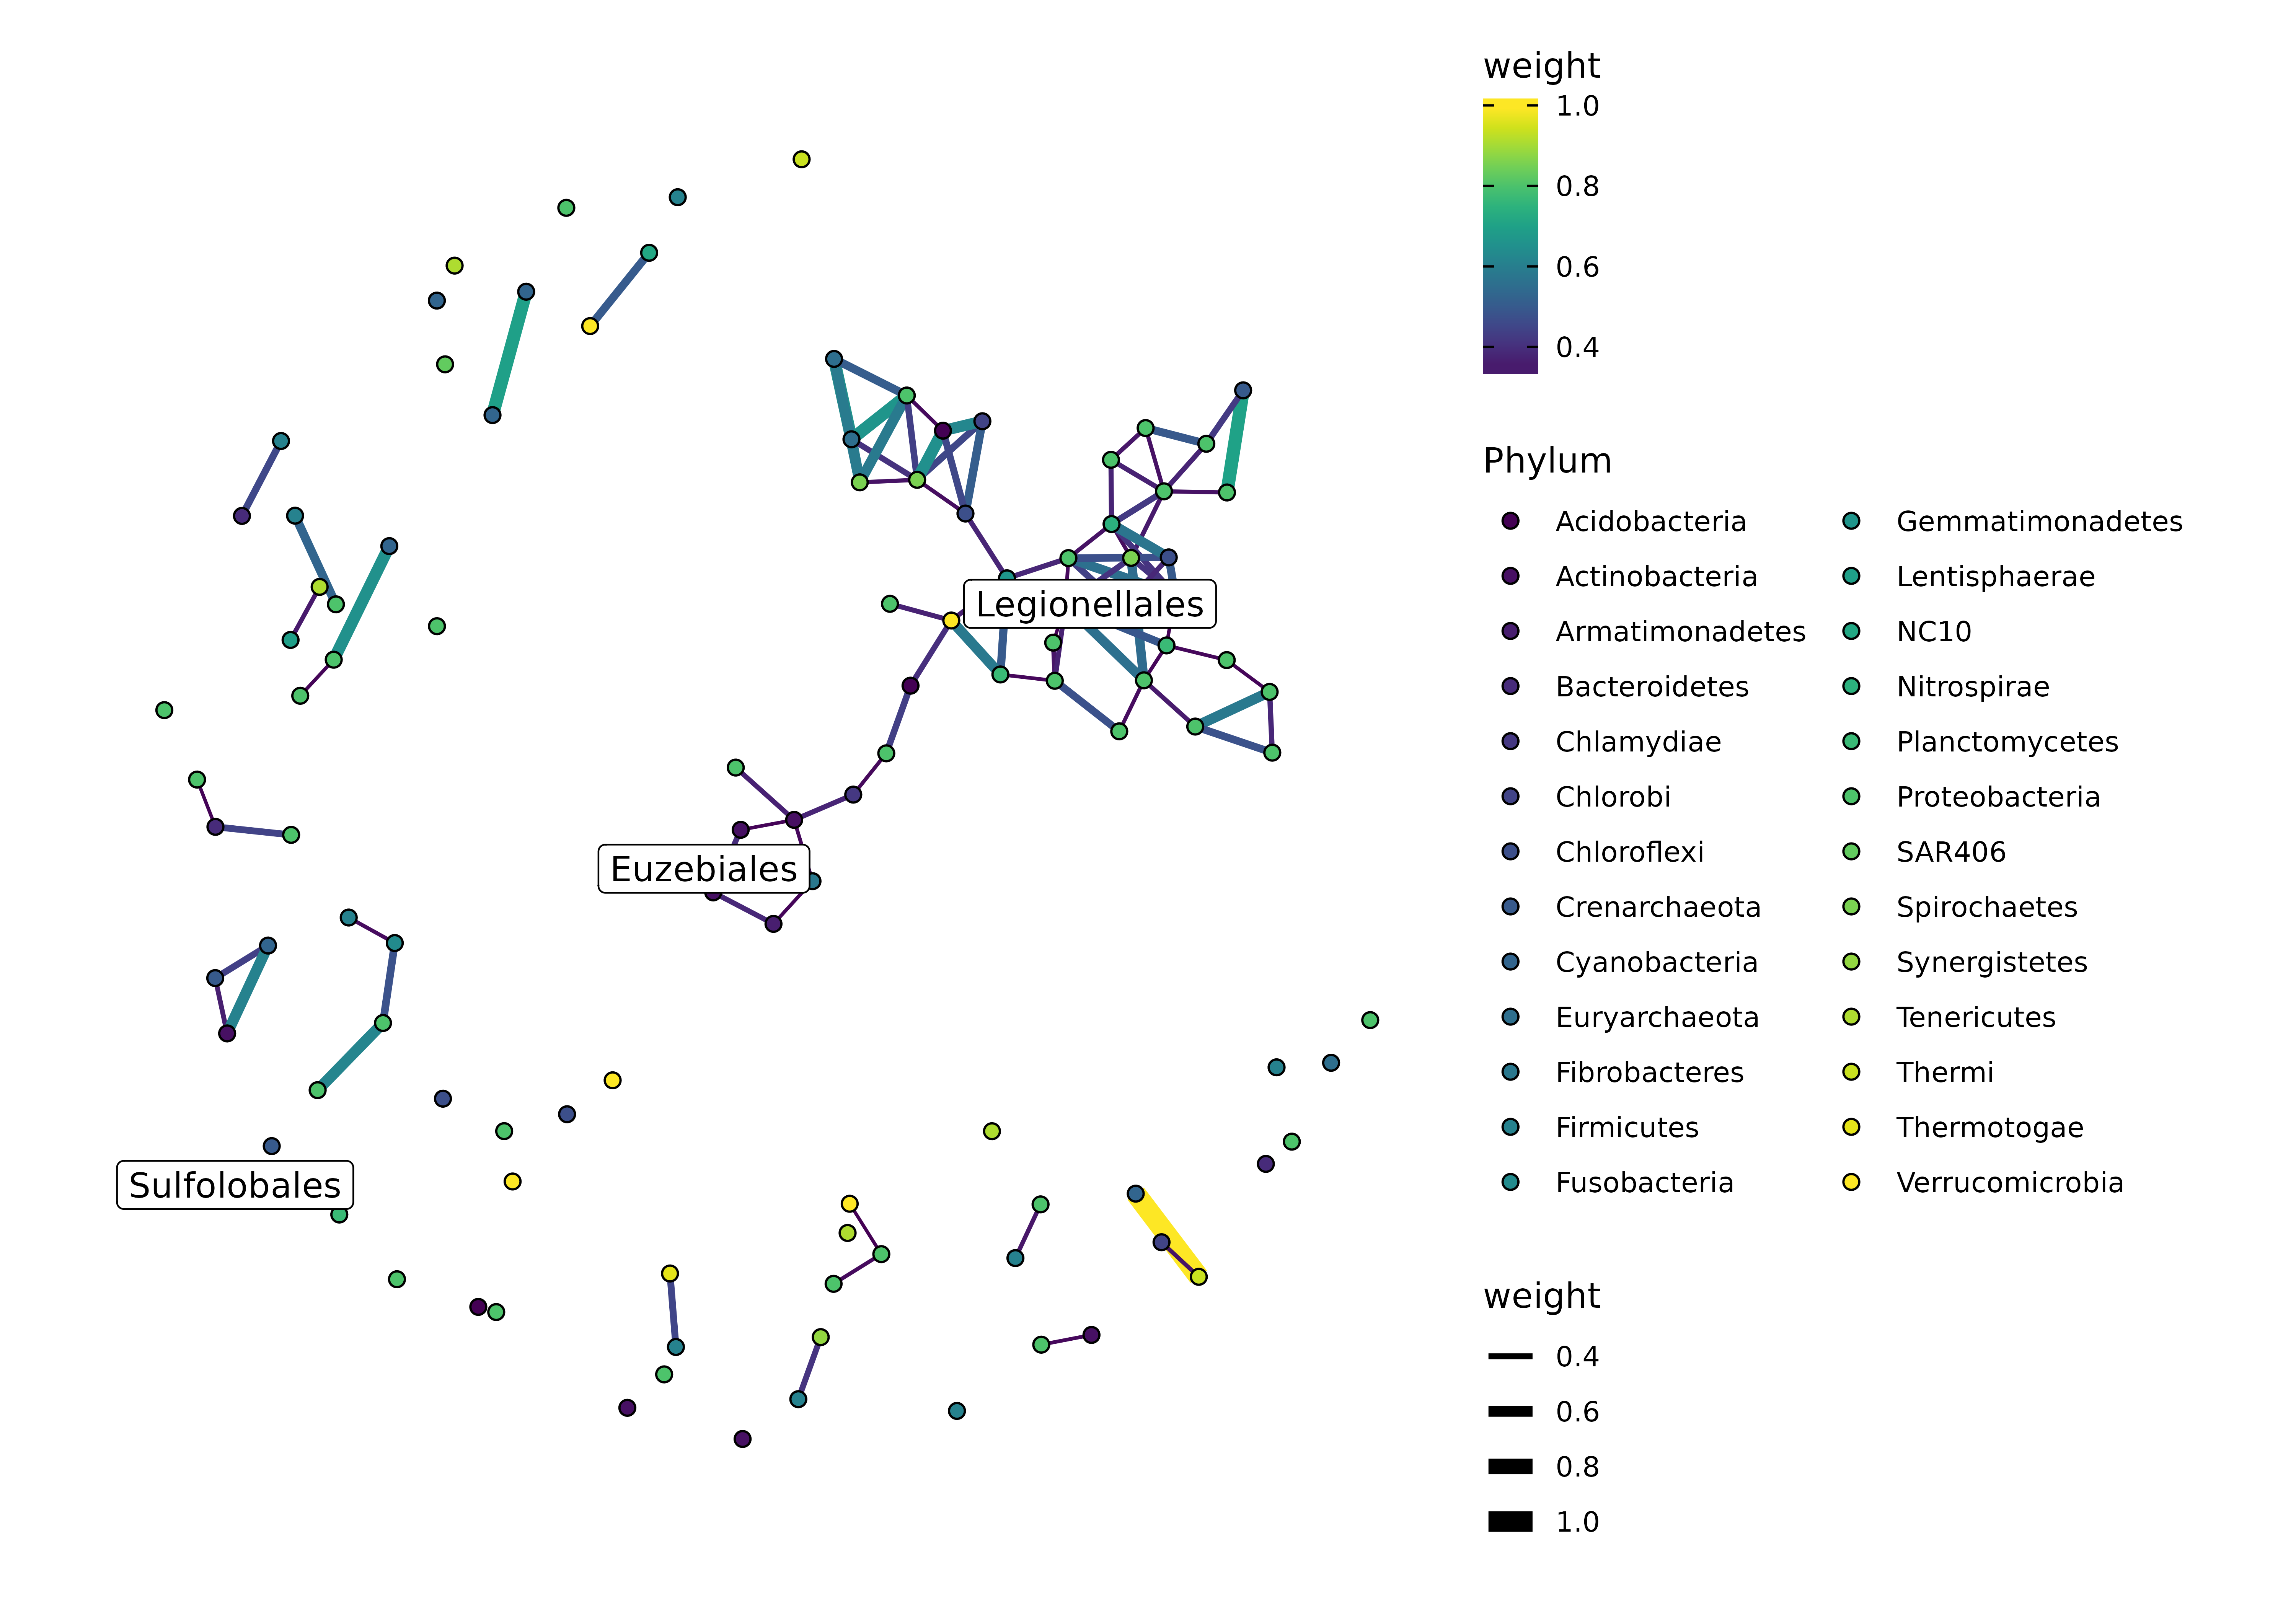 Legionellales
Euzebiales
Sulfolobales
weight
1.0
0.8
0.6
0.4
Phylum
Acidobacteria
Actinobacteria
Armatimonadetes
Bacteroidetes
Chlamydiae
Chlorobi
Chloroflexi
Crenarchaeota
Cyanobacteria
Euryarchaeota
Fibrobacteres
Firmicutes
Fusobacteria
Gemmatimonadetes
Lentisphaerae
NC10
Nitrospirae
Planctomycetes
Proteobacteria
SAR406
Spirochaetes
Synergistetes
Tenericutes
Thermi
Thermotogae
Verrucomicrobia
weight
0.4
0.6
0.8
1.0